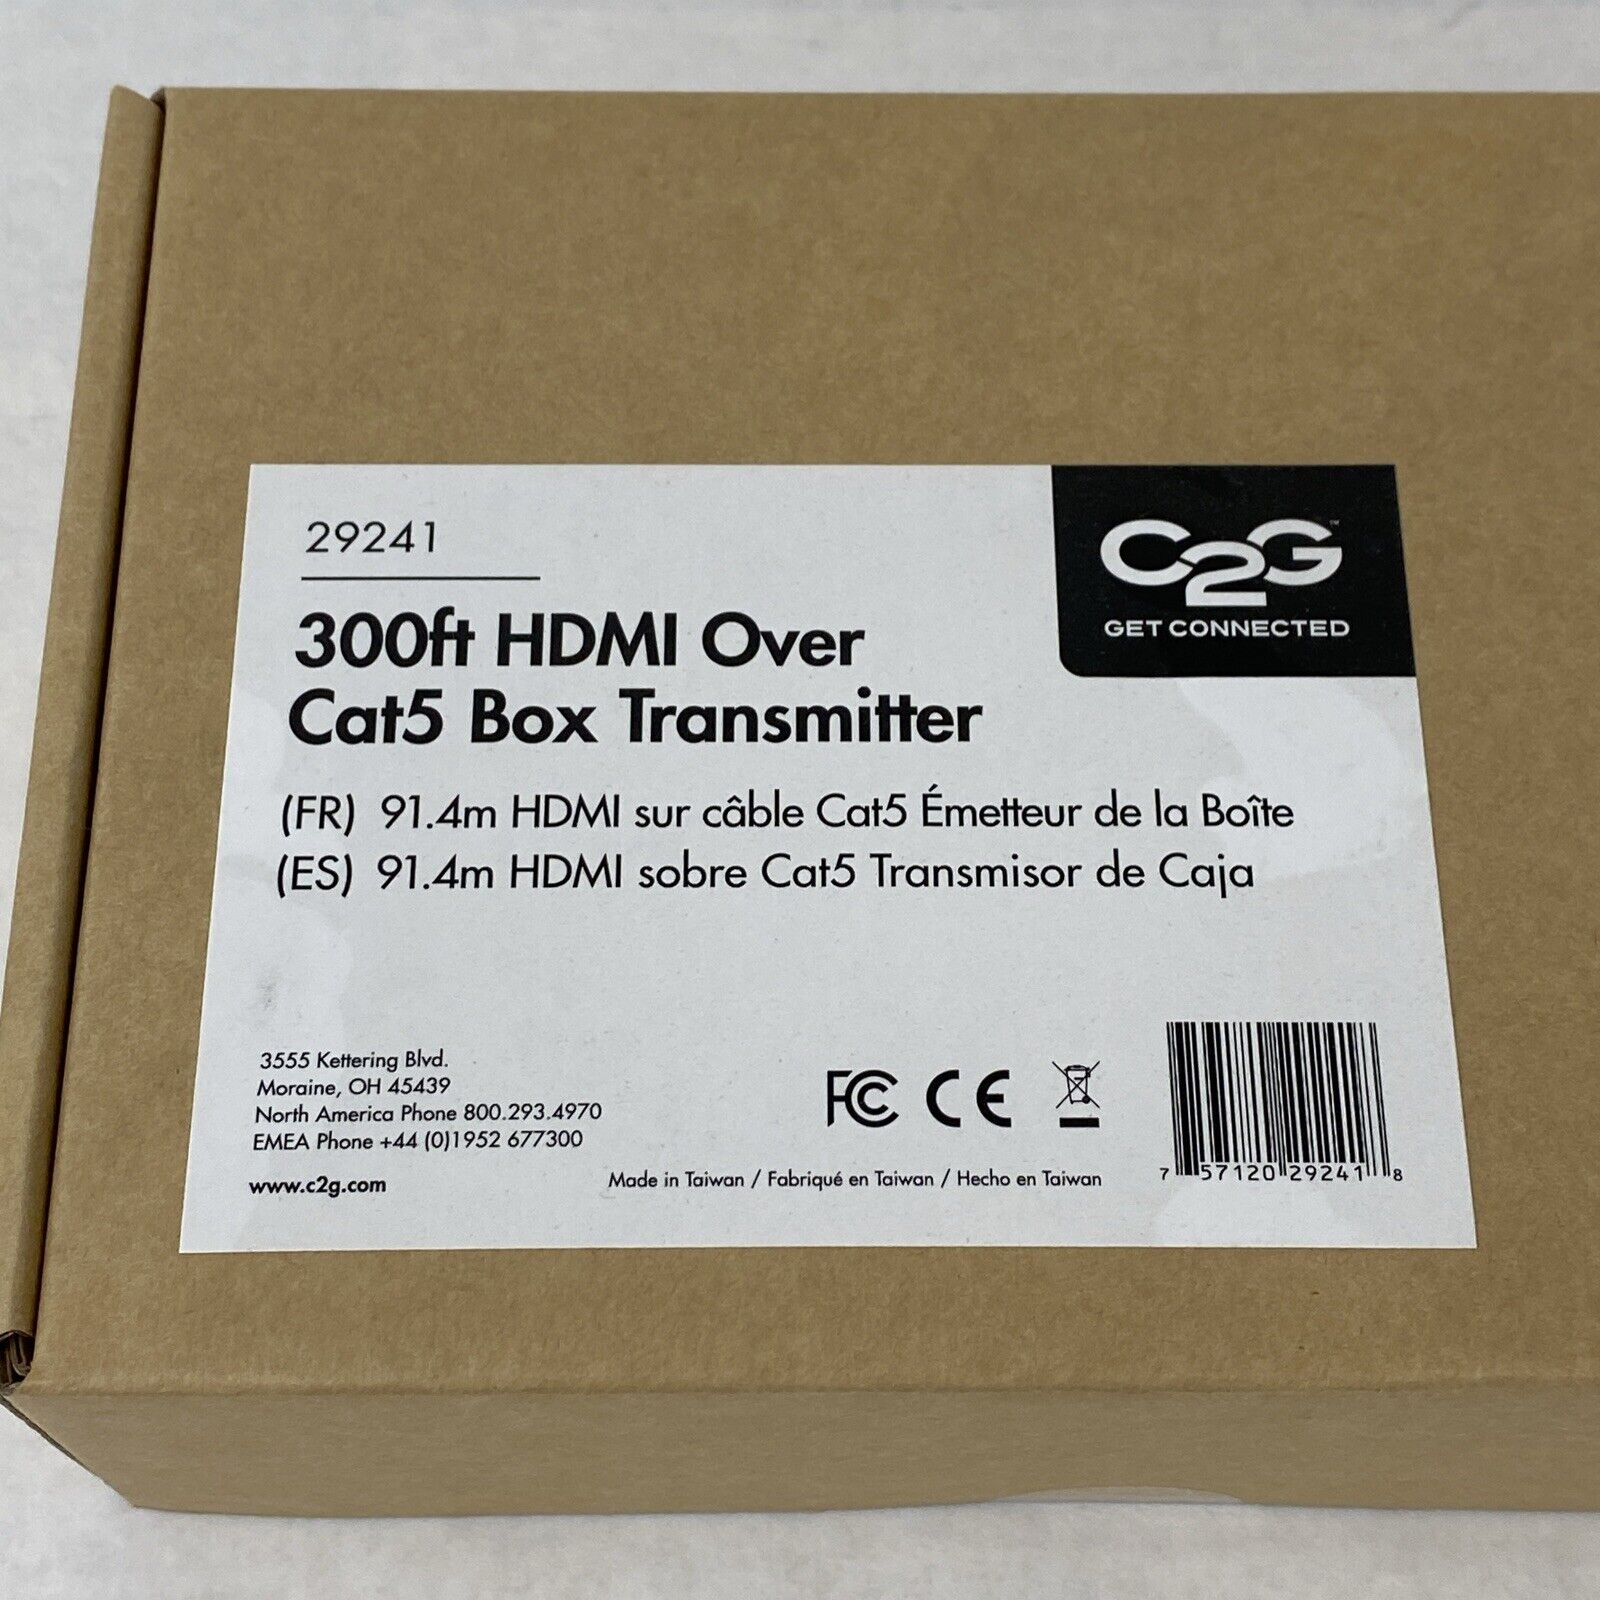 29241
C2G™
GET CONNECTED
300ft HDMI Over
Cat5 Box Transmitter
(FR) 91.4m HDMI sur câble Cat5 Émetteur de la Boîte
(ES) 91.4m HDMI sobre Cat5 Transmisor de Caja
3555 Kettering Blvd.
Moraine, OH 45439
North America Phone 800.293.4970
EMEA Phone +44 (0)1952 677300
www.c2g.com
FC CE
Made in Taiwan / Fabriqué en Taiwan / Hecho en Taiwan
7 57120 29241 8